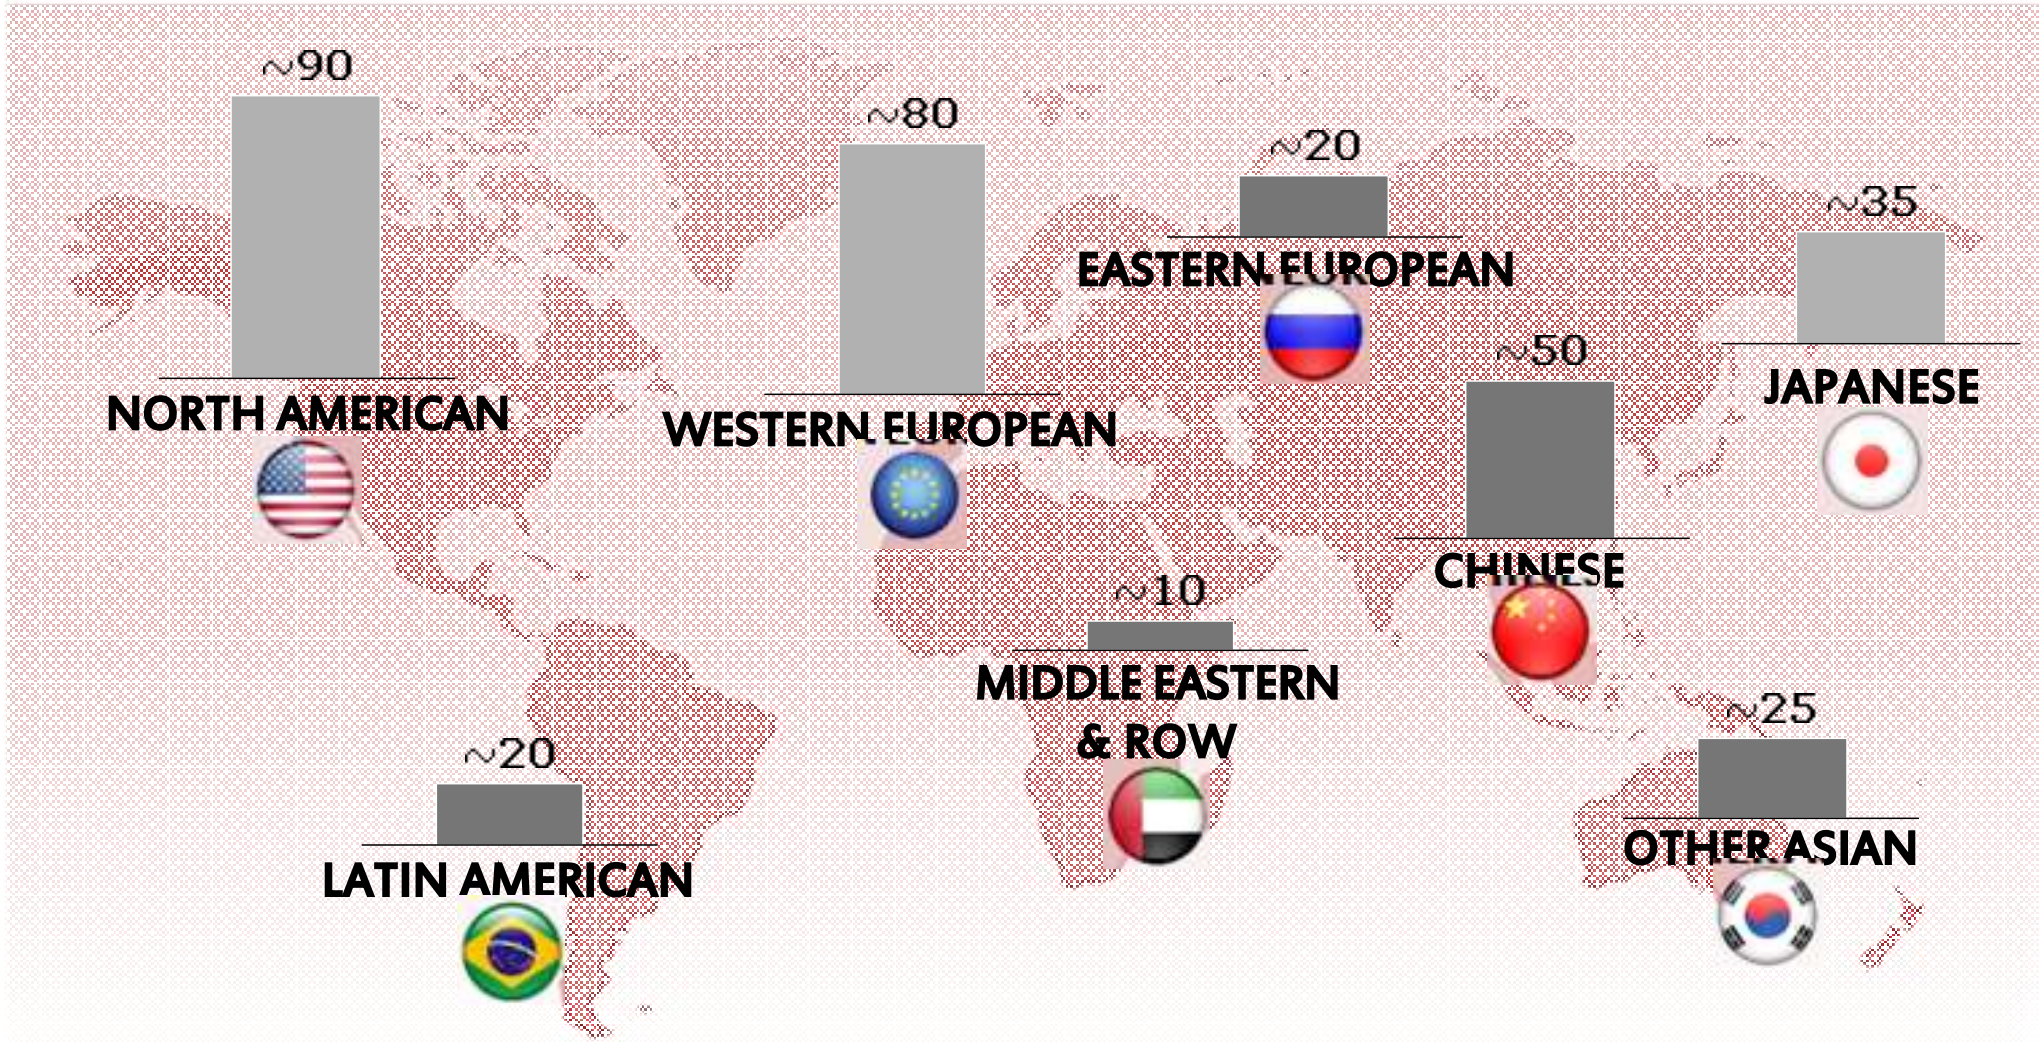 ~90
NORTH AMERICAN
~80
WESTERN EUROPEAN
~20
EASTERN EUROPEAN
~35
JAPANESE
~50
CHINESE
~10
MIDDLE EASTERN
& ROW
~20
LATIN AMERICAN
~25
OTHER ASIAN